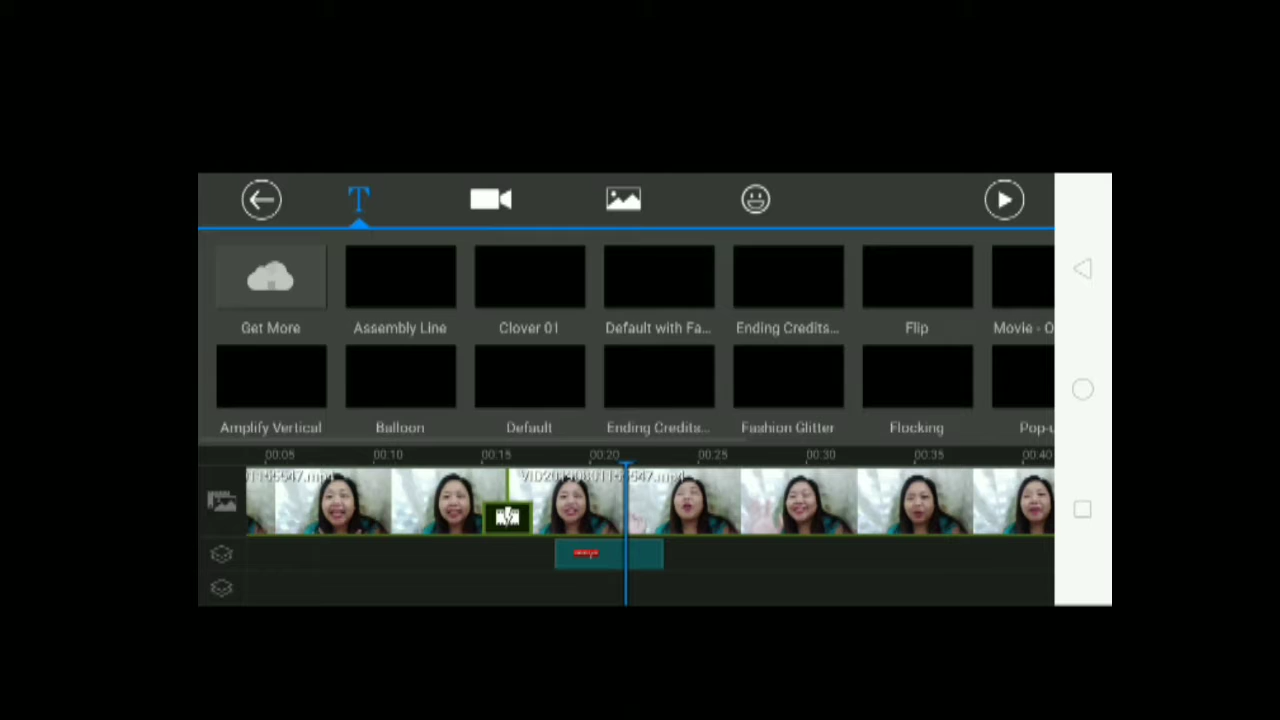 T
Get More
Assembly Line
Clover 01
Default with Fa...
Ending Credits...
Flip
Movie - O
Amplify Vertical
Balloon
Default
Ending Credits...
Fashion Glitter
Flocking
Pop-u
00:05 00:10 00:15 00:20 00:25 00:30 00:35 00:40